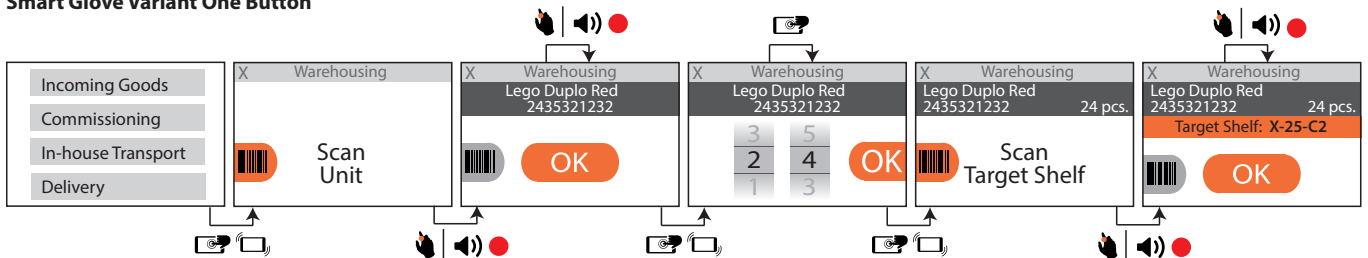 Smart Glove Variant One Button
Incoming Goods
Commissioning
In-house Transport
Delivery
X Warehousing
Scan
Unit
X Warehousing
Lego Duplo Red
2435321232
OK
X Warehousing
Lego Duplo Red
2435321232
3 5
2 4
1 3
OK
X Warehousing
Lego Duplo Red
2435321232 24 pcs.
Scan
Target Shelf
X Warehousing
Lego Duplo Red
2435321232 24 pcs.
Target Shelf: X-25-C2
OK